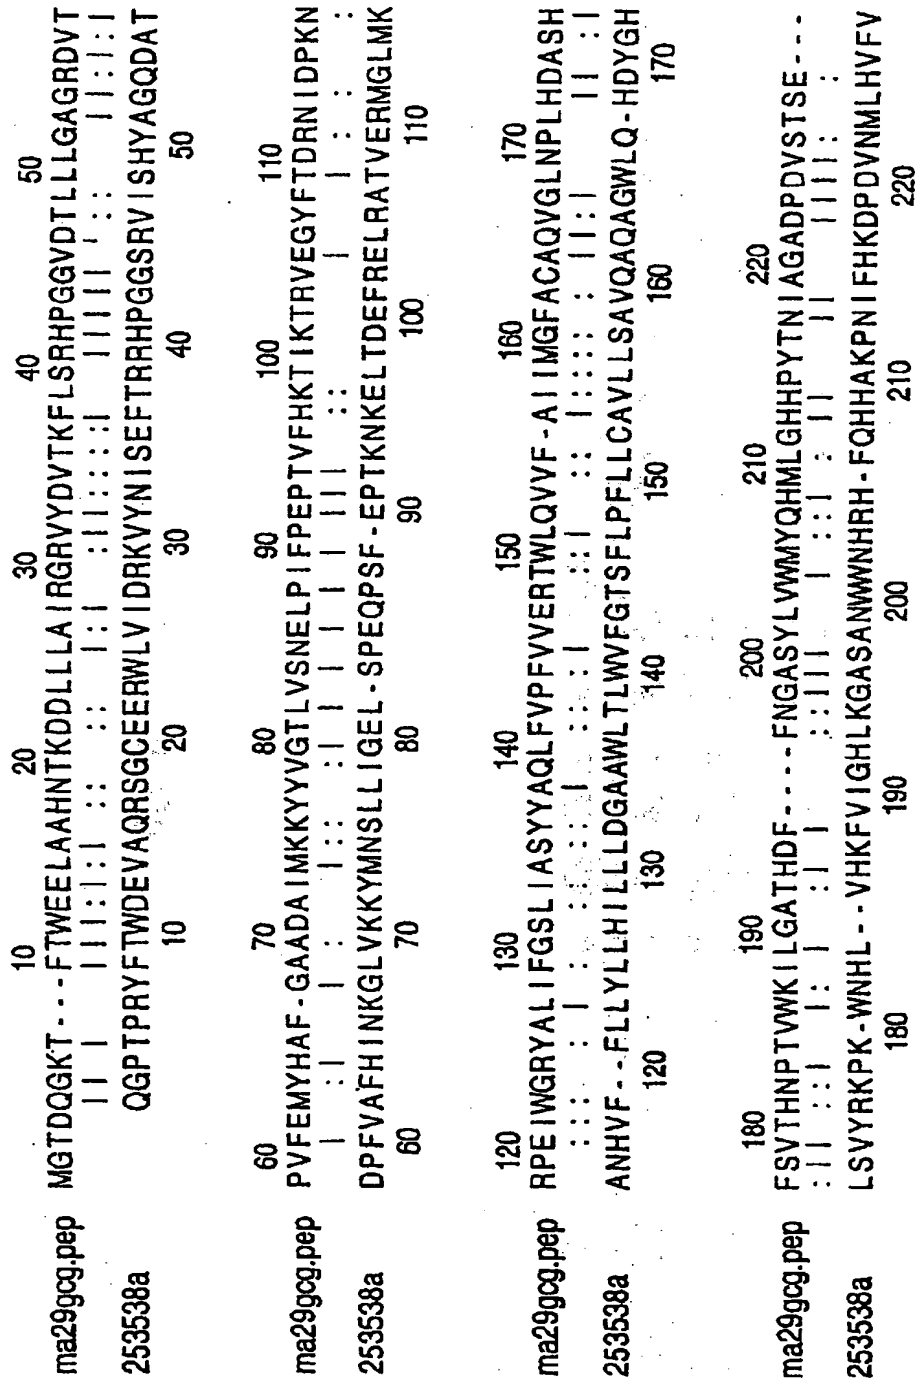 10 20 30 40 50
ma29gcg.pep MGTDQGKT---FTWEELAAHNTKDDLLLAIRGRVYDVTKFLSRHPGGVDTLLLGAGRDVT
253538a QGPTPRYFTWDEVAQRSGCEERWLVIDRKVYNISEFTRRHPGGSRVISHYAGQDAT
10 20 30 40 50
60 70 80 90 100 110
ma29gcg.pep PVFEMYHAF-GAADAIMKKYYVGTLVSNELPIFPEPTVFHKTIKTRVEGYFTDRNIDPKN
253538a DPFVAFHINKGLVKKYMNSLLIGEL-SPEQPSF-EPTKNKELTDEFRELRATVERMGLMK
60 70 80 90 100 110
120 130 140 150 160 170
ma29gcg.pep RPEIWGRYALIFGSLIASYYAQLFVPFVVERTWLQVVF-AIIMGFACAQVGLNPLHDASH
253538a ANHVF--FLLYLLHILLLDGAAWLTLWVFGTSFLPFLLCAVLLSAVQAQAGWLQ-HDYGH
120 130 140 150 160 170
180 190 200 210 220
ma29gcg.pep FSVTHNPTVWKILGATHDF----FNGASYLVWMYQHMLGHHPYTNIAGADPDVSTSE---
253538a LSVYRKPK-WNHL--VHKFVIGHLKGASANWWNHRH-FQHHAKPNIFHKDPDVNMLHVFV
180 190 200 210 220